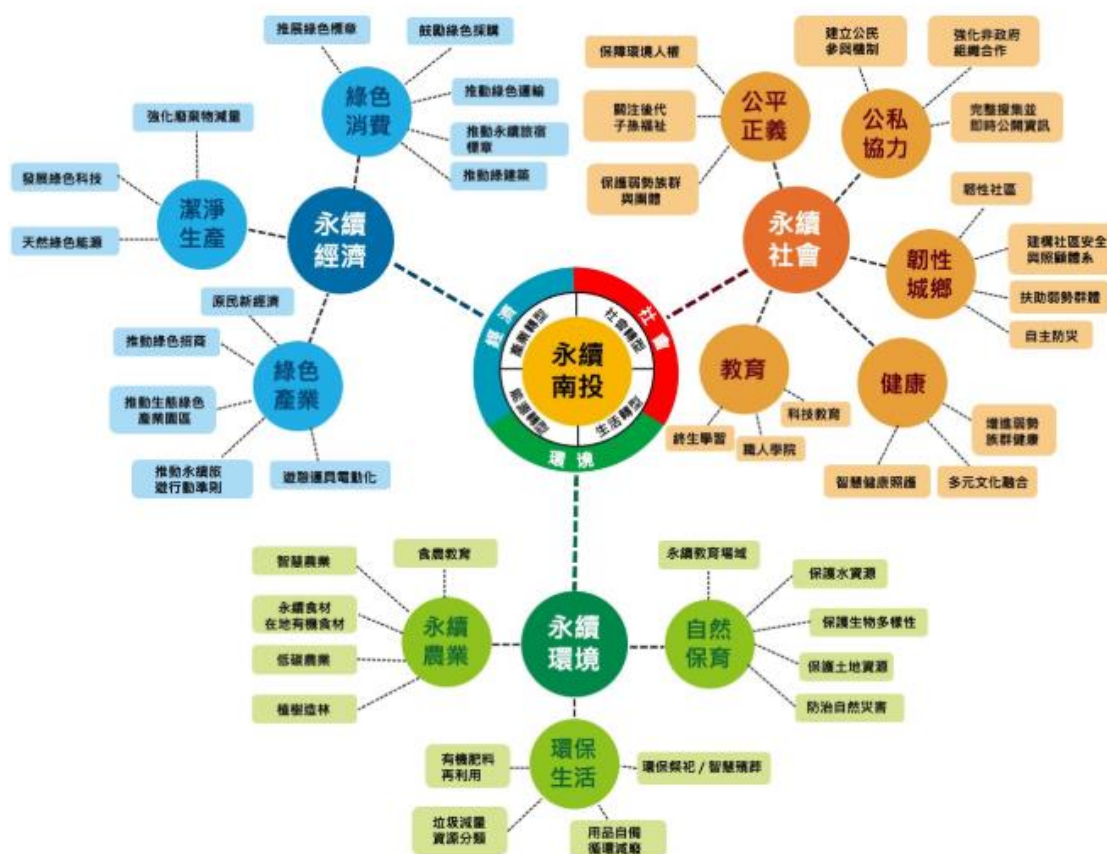 推展綠色標章
鼓勵綠色採購
綠色
消費
推動綠色運輸
推動永續旅宿
標章
推動綠建築
強化廢棄物減量
發展綠色科技
天然綠色能源
潔淨
生產
永續
經濟
原民新經濟
推動綠色招商
推動生態綠色
產業園區
推動永續旅
遊行動準則
遊憩運具電動化
綠色
產業
保障環境人權
關注後代
子孫福祉
保護弱勢族群
與團體
公平
正義
建立公民
參與機制
強化非政府
組織合作
完整搜集並
即時公開資訊
公私
協力
永續
社會
韌性社區
建構社區安全
與照顧體系
扶助弱勢群體
自主防災
韌性
城鄉
教育
科技教育
終生學習
職人學院
健康
增進弱勢
族群健康
智慧健康照護
多元文化融合
經濟
社會
環境
產業轉型
社會轉型
能源轉型
生活轉型
永續
南投
食農教育
智慧農業
永續食材
在地有機食材
低碳農業
植樹造林
永續
農業
永續
環境
自然
保育
永續教育場域
保護水資源
保護生物多樣性
保護土地資源
防治自然災害
環保
生活
有機肥料
再利用
環保祭祀 / 智慧殯葬
垃圾減量
資源分類
用品自備
循環減廢